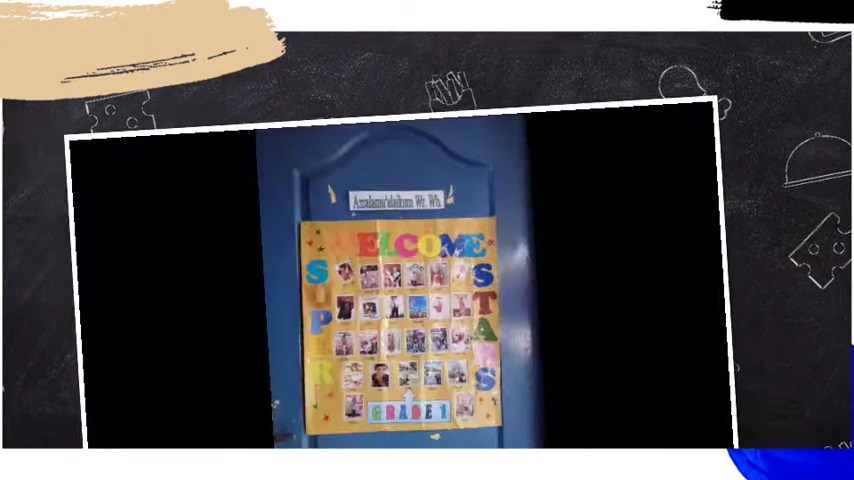 Assalamu'alaikum Wr. Wb.
WELCOME
SUPER
STARS
GRADE 1